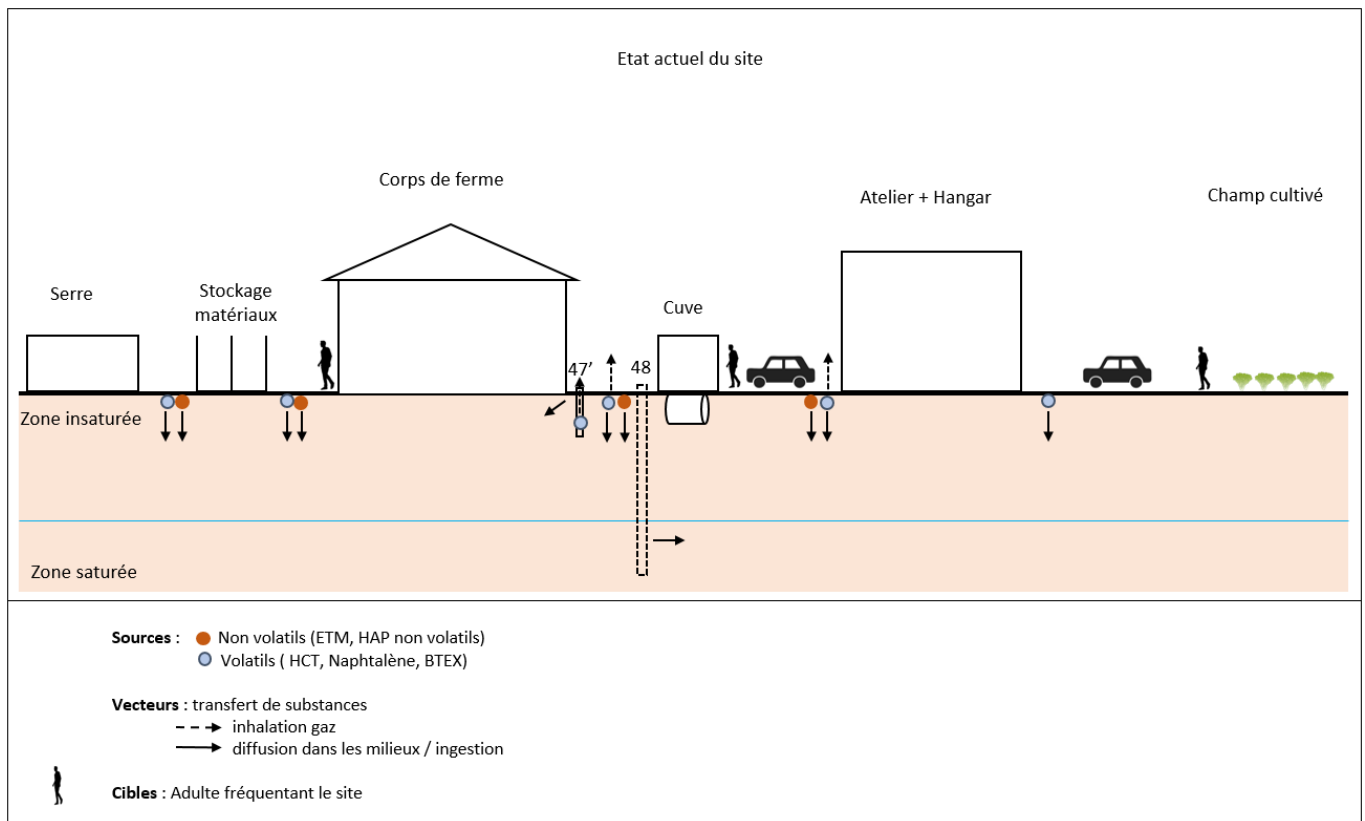 Etat actuel du site
Corps de ferme
Atelier + Hangar
Champ cultivé
Serre
Stockage
matériaux
Cuve
47’
48
Zone insaturée
Zone saturée
Sources : Non volatils (ETM, HAP non volatils)
Volatils ( HCT, Naphtalène, BTEX)
Vecteurs : transfert de substances
inhalation gaz
diffusion dans les milieux / ingestion
Cibles : Adulte fréquentant le site